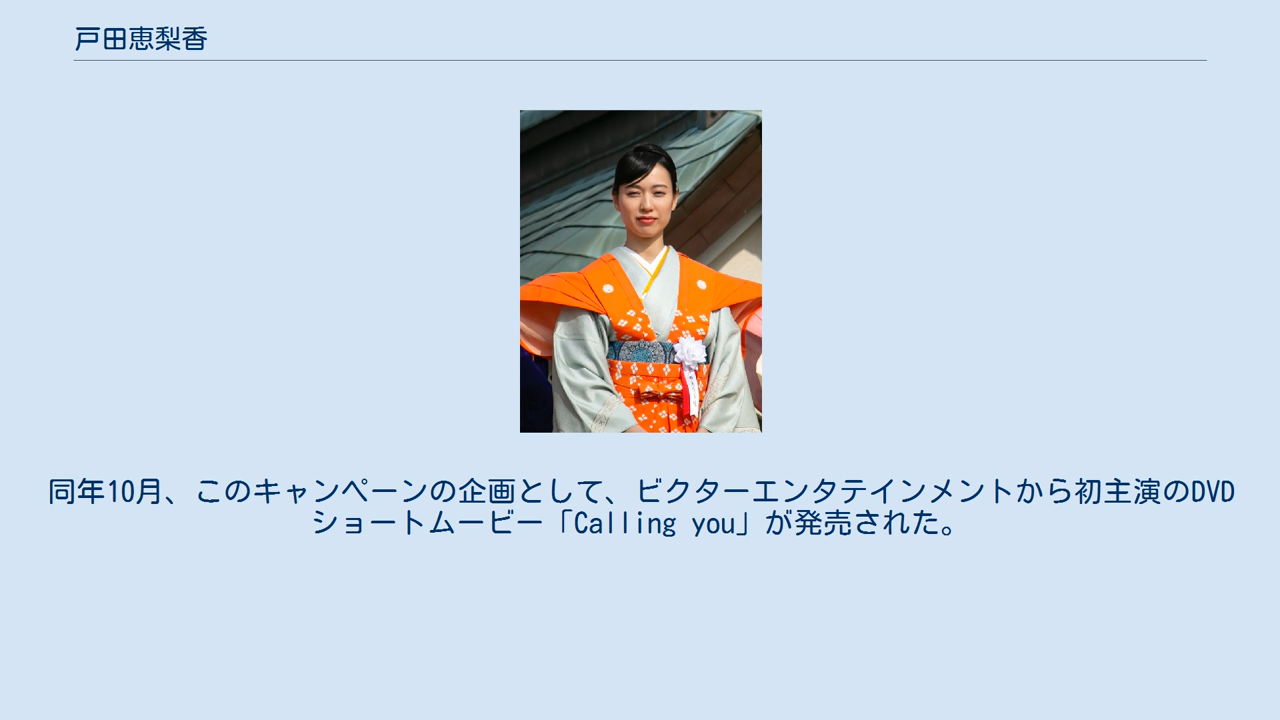 戸田恵梨香
同年10月、このキャンペーンの企画として、ビクターエンタテインメントから初主演のDVD
ショートムービー「Calling you」が発売された。